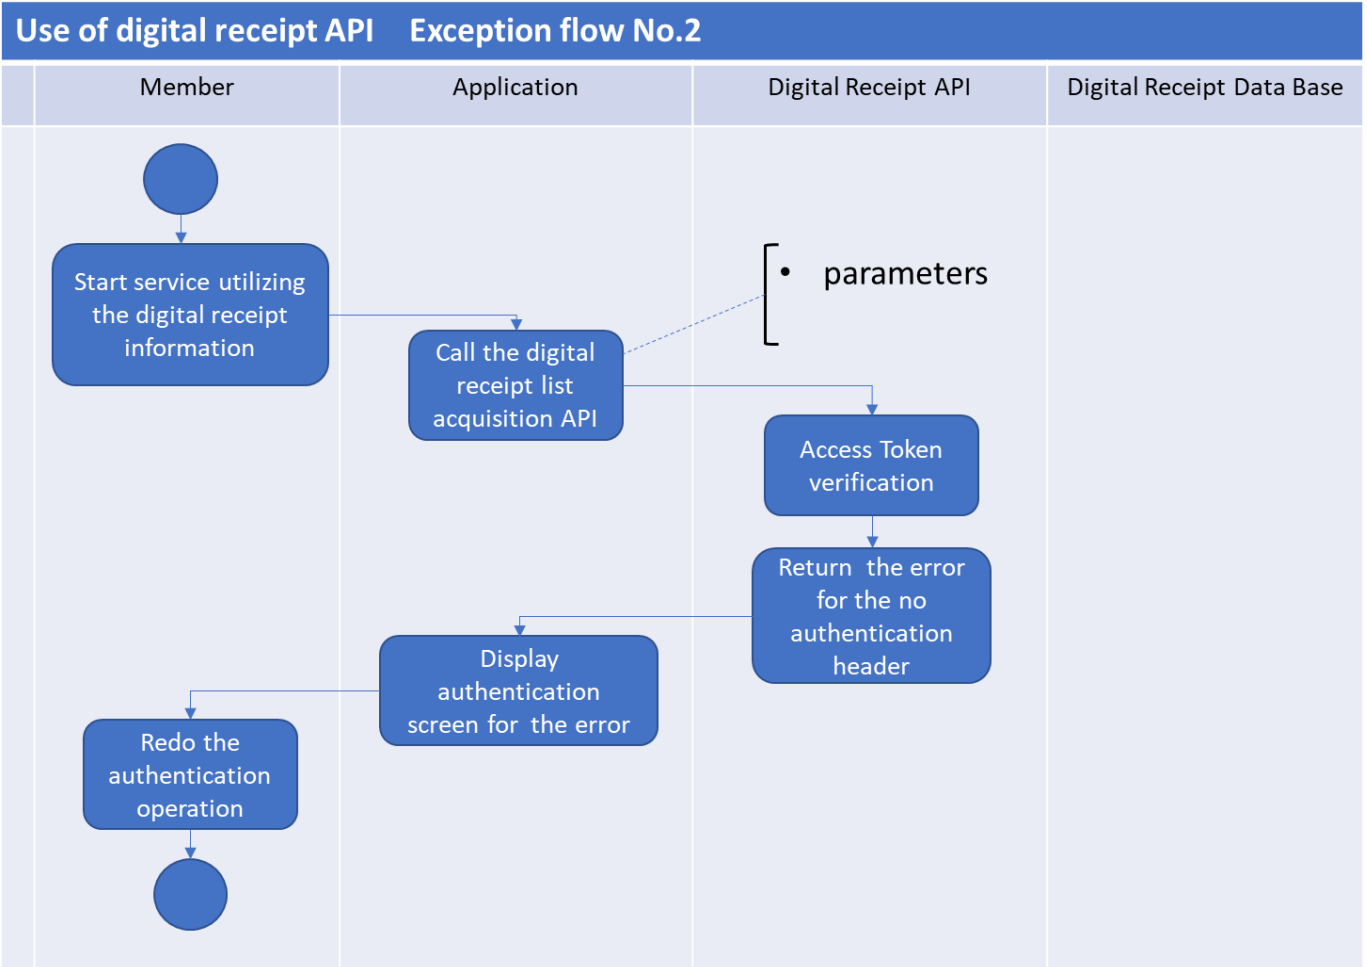 Use of digital receipt API Exception flow No.2
Member
Application
Digital Receipt API
Digital Receipt Data Base
Start service utilizing
the digital receipt
information
• parameters
Call the digital
receipt list
acquisition API
Access Token
verification
Return the error
for the no
authentication
header
Display
authentication
screen for the error
Redo the
authentication
operation